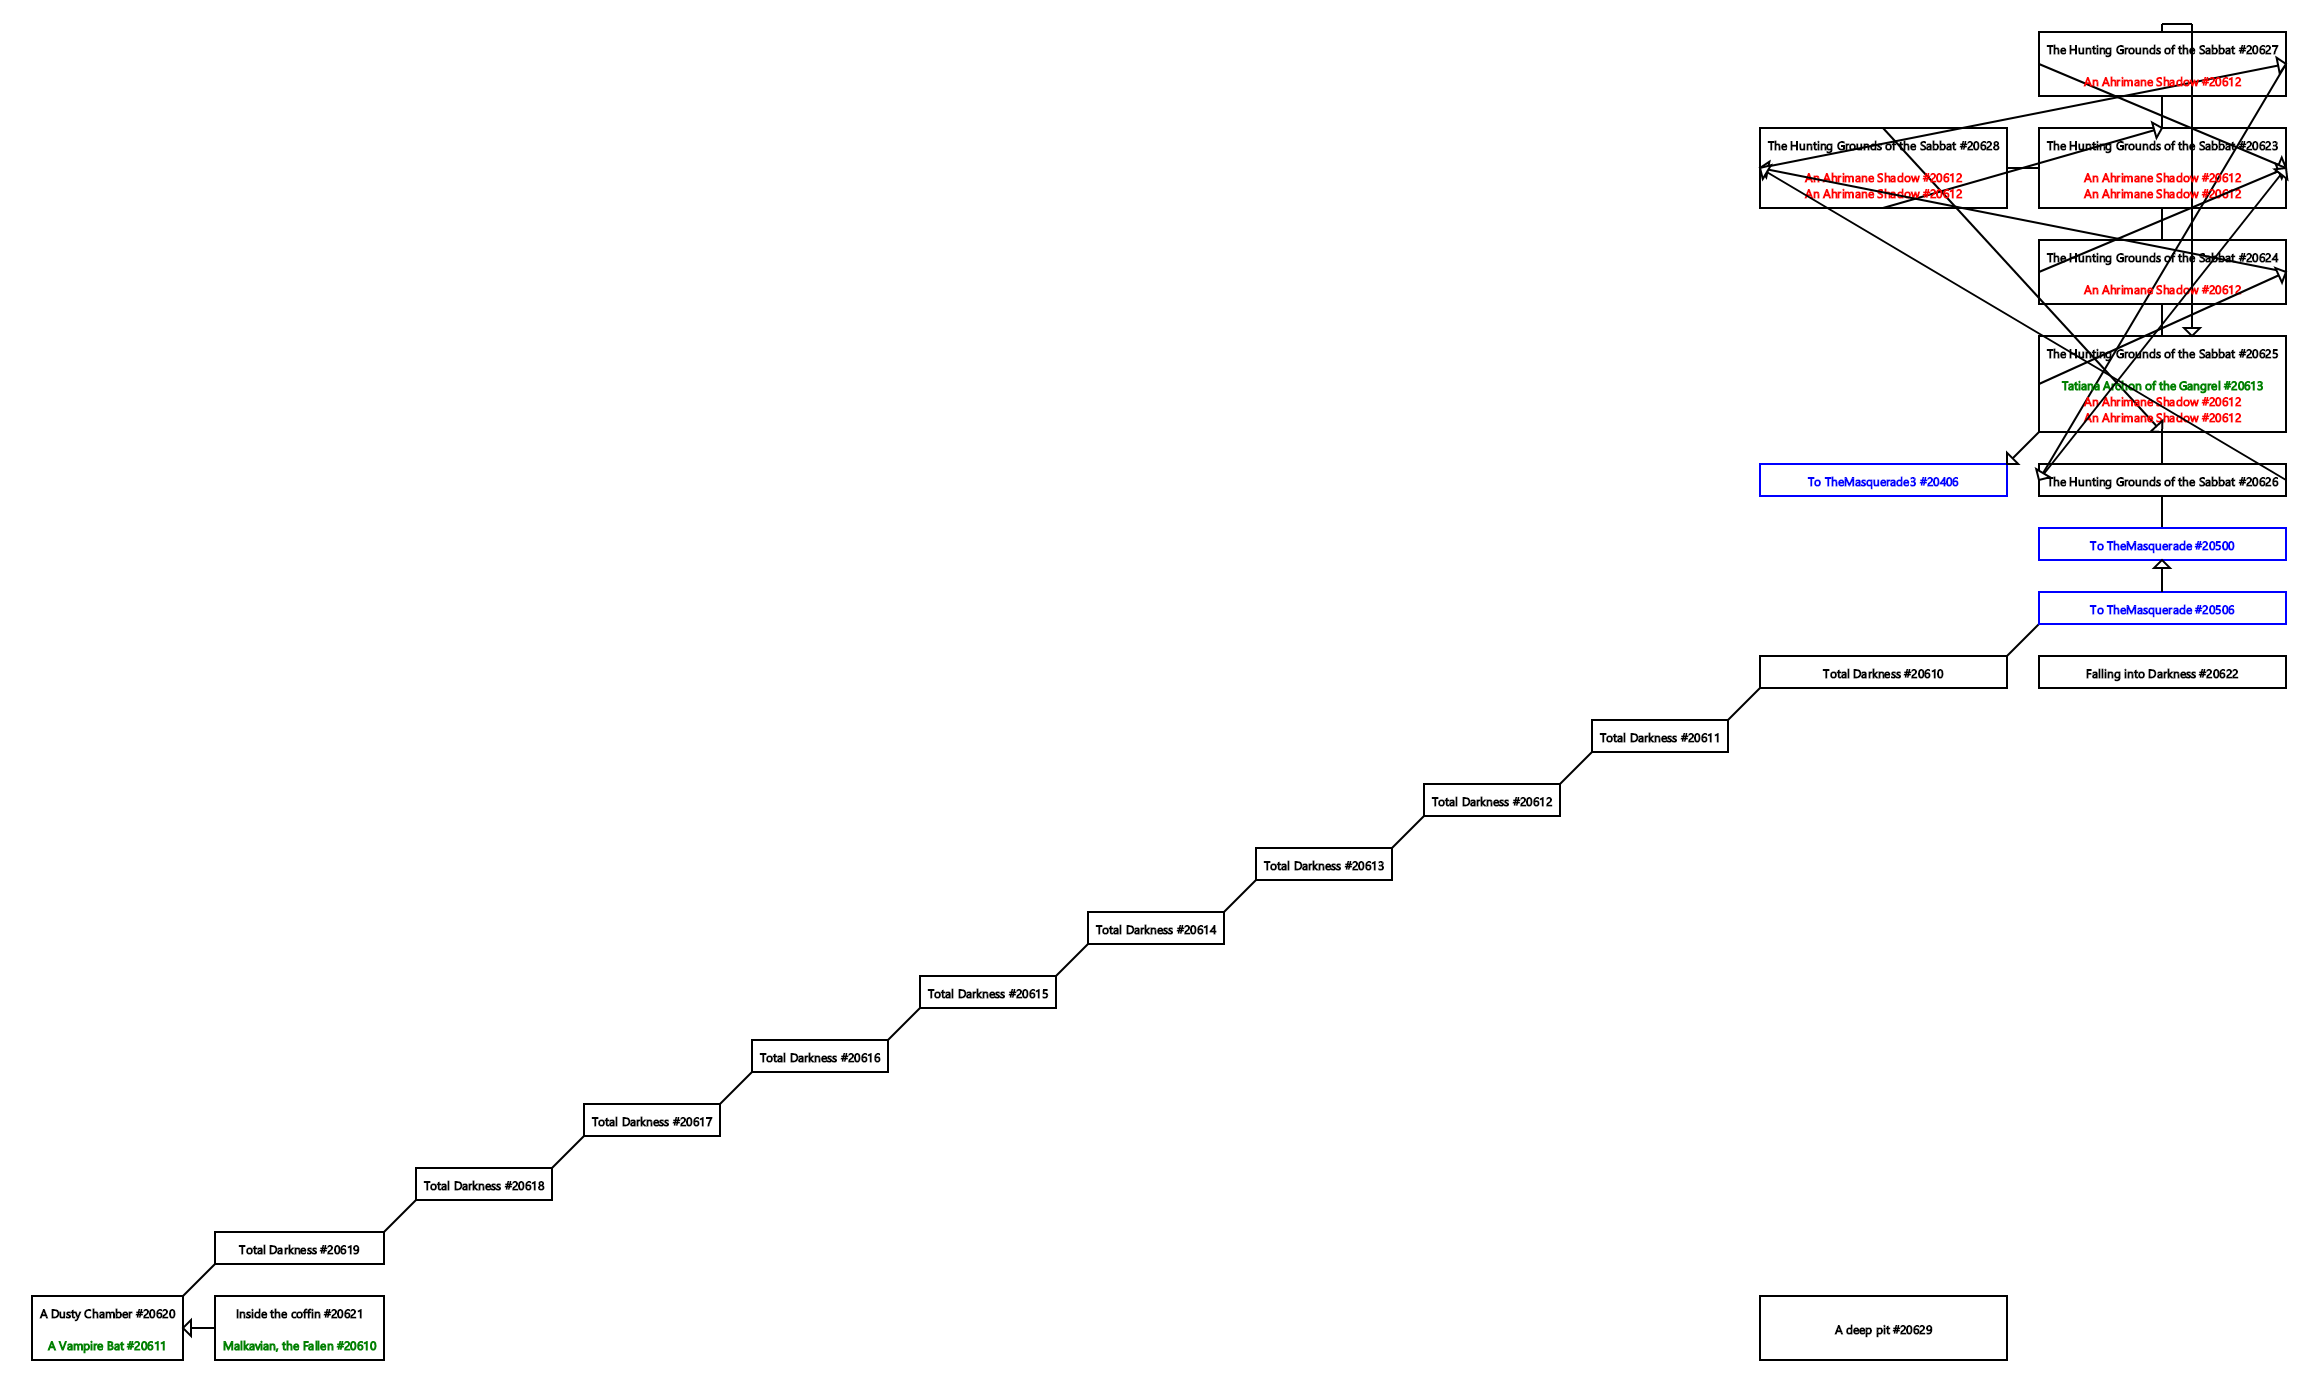 The Hunting Grounds of the Sabbat #20627
An Ahrimane Shadow #20612
The Hunting Grounds of the Sabbat #20628
An Ahrimane Shadow #20612
An Ahrimane Shadow #20612
The Hunting Grounds of the Sabbat #20623
An Ahrimane Shadow #20612
An Ahrimane Shadow #20612
The Hunting Grounds of the Sabbat #20624
An Ahrimane Shadow #20612
The Hunting Grounds of the Sabbat #20625
Tatiana Archon of the Gangrel #20613
An Ahrimane Shadow #20612
An Ahrimane Shadow #20612
To TheMasquerade3 #20406
The Hunting Grounds of the Sabbat #20626
To TheMasquerade #20500
To TheMasquerade #20506
Total Darkness #20610
Falling into Darkness #20622
Total Darkness #20611
Total Darkness #20612
Total Darkness #20613
Total Darkness #20614
Total Darkness #20615
Total Darkness #20616
Total Darkness #20617
Total Darkness #20618
Total Darkness #20619
A Dusty Chamber #20620
A Vampire Bat #20611
Inside the coffin #20621
Malkavian, the Fallen #20610
A deep pit #20629